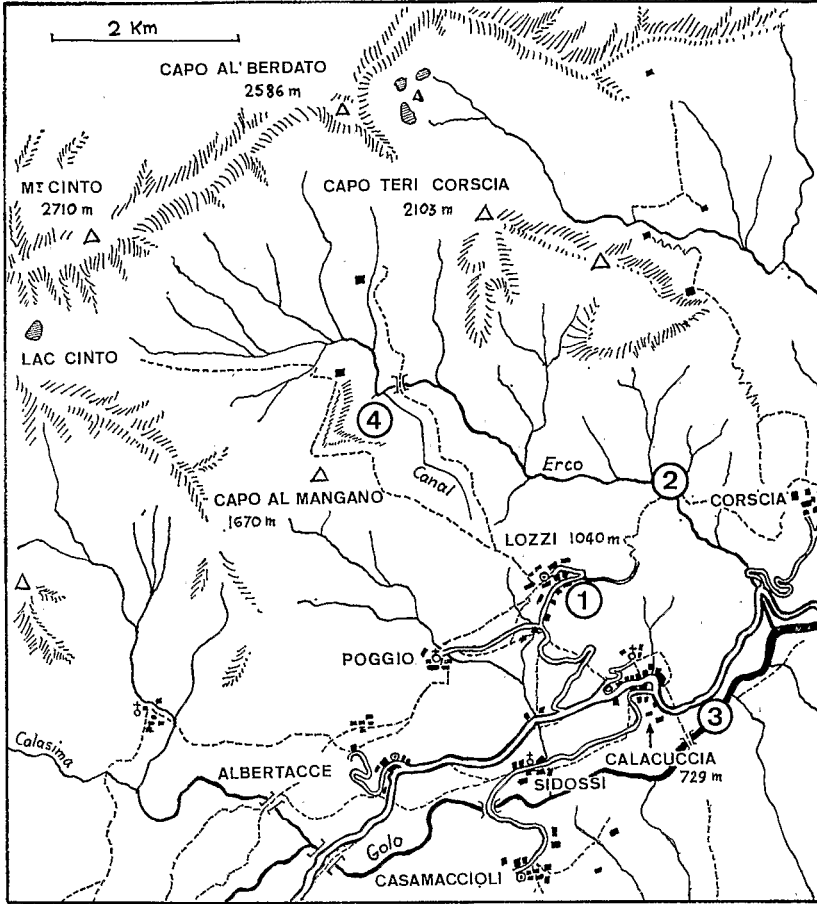 2 Km
CAPO AL' BERDATO
2586 m
MT CINTO
2710 m
CAPO TERI CORSCIA
2103 m
LAC CINTO
4
Erco
2
Canal
CORSCIA
CAPO AL MANGANO
1670 m
LOZZI 1040 m
1
POGGIO
3
Calasima
ALBERTACCE
CALACUCCIA
729 m
SIDOSSI
Golo
CASAMACCIOLI